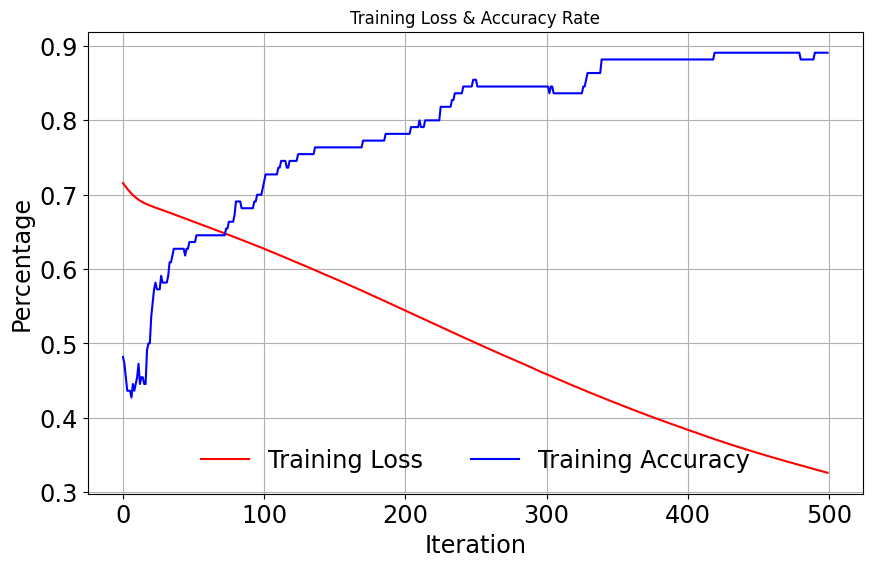 Training Loss & Accuracy Rate
0.9
0.8
0.7
0.6
0.5
0.4
0.3
Percentage
Training Loss
Training Accuracy
0
100
200
300
400
500
Iteration